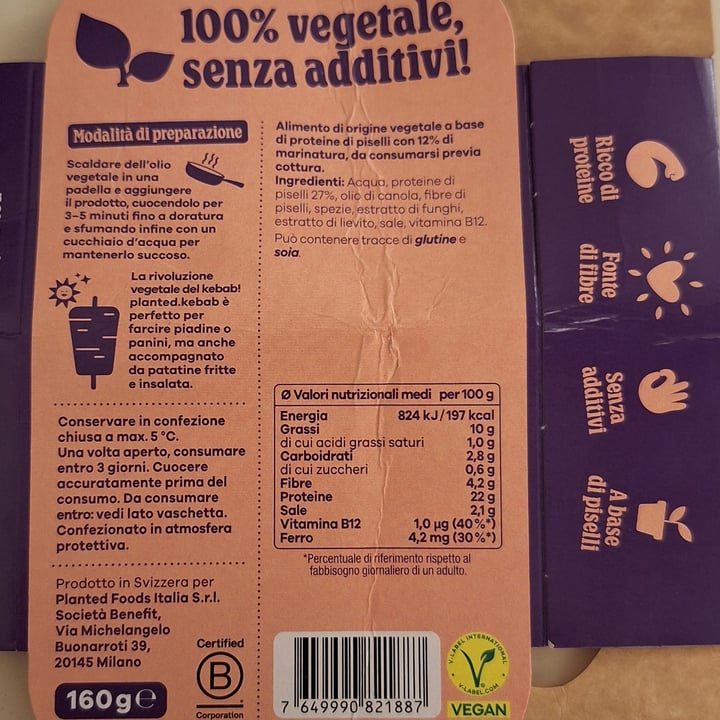 100% vegetale,
senza additivi!
Modalità di preparazione
Scaldare dell'olio
vegetale in una
padella e aggiungere
il prodotto, cuocendolo per
3-5 minuti fino a doratura
e sfumando infine con un
cucchiaio d'acqua per
mantenerlo succoso.
La rivoluzione
vegetale del kebab!
planted.kebab è
perfetto per
farcire piadine o
panini, ma anche
accompagnato
da patatine fritte
e insalata.
Conservare in confezione
chiusa a max. 5 °C.
Una volta aperto, consumare
entro 3 giorni. Cuocere
accuratamente prima del
consumo. Da consumare
entro: vedi lato vaschetta.
Confezionato in atmosfera
protettiva.
Prodotto in Svizzera per
Planted Foods Italia S.r.l.
Società Benefit,
Via Michelangelo
Buonarroti 39,
20145 Milano
160g e
Certified
B
Corporation
Alimento di origine vegetale a base
di proteine di piselli con 12% di
marinatura, da consumarsi previa
cottura.
Ingredienti: Acqua, proteine di
piselli 27%, olio di canola, fibre di
piselli, spezie, estratto di funghi,
estratto di lievito, sale, vitamina B12.
Può contenere tracce di glutine e
soia.
Ø Valori nutrizionali medi per 100 g
Energia 824 kJ / 197 kcal
Grassi 10 g
di cui acidi grassi saturi 1,0 g
Carboidrati 2,8 g
di cui zuccheri 0,6 g
Fibre 4,2 g
Proteine 22 g
Sale 2,1 g
Vitamina B12 1,0 µg (40%*)
Ferro 4,2 mg (30%*)
*Percentuale di riferimento rispetto al
fabbisogno giornaliero di un adulto.
7 649990 821887
V-LABEL INTERNATIONAL
V-LABEL.COM
VEGAN
Ricco di
proteine
Fonte
di fibre
Senza
additivi
A base
di piselli